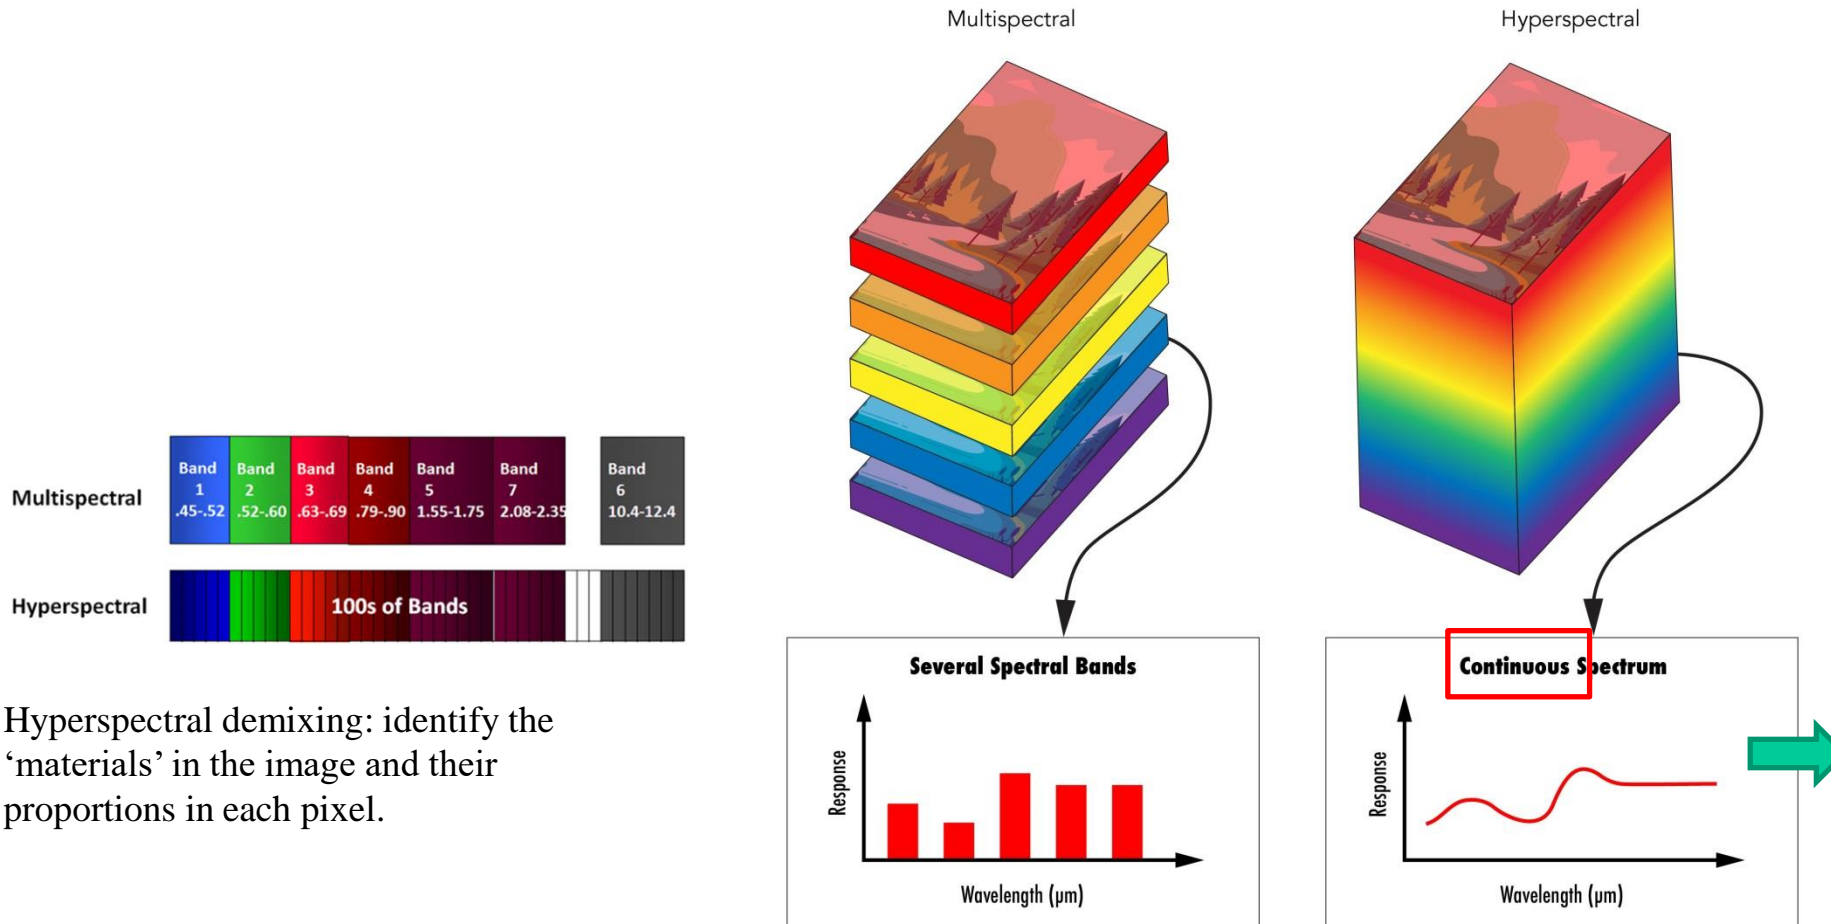 Multispectral
Hyperspectral
Multispectral
Band
1
.45-.52
Band
2
.52-.60
Band
3
.63-.69
Band
4
.79-.90
Band
5
1.55-1.75
Band
7
2.08-2.35
Band
6
10.4-12.4
Hyperspectral
100s of Bands
Hyperspectral demixing: identify the
‘materials’ in the image and their
proportions in each pixel.
Several Spectral Bands
Response
Wavelength (µm)
Continuous Spectrum
Response
Wavelength (µm)